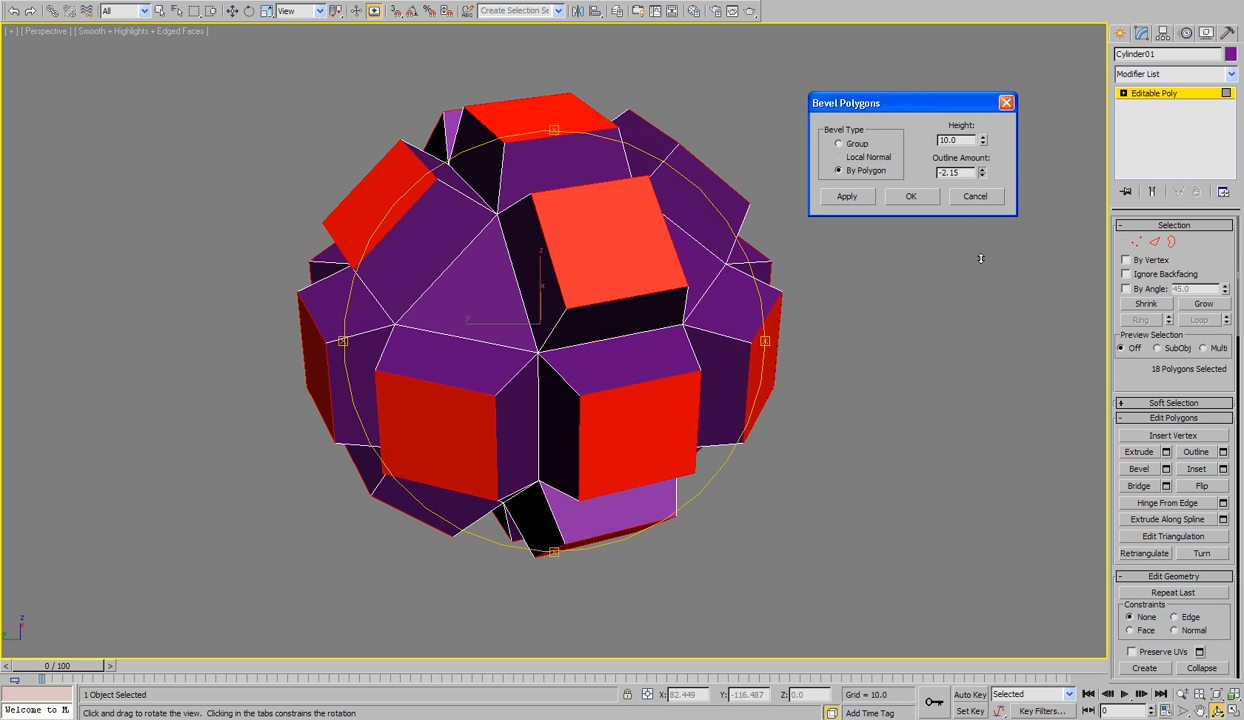 All
View
Create Selection Se
[ + ] [ Perspective ] [ Smooth + Highlights + Edged Faces ]
Bevel Polygons
Bevel Type
Group
Local Normal
By Polygon
Height:
10.0
Outline Amount:
-2.15
Apply
OK
Cancel
z
x
y
z
x
y
Cylinder01
Modifier List
Editable Poly
Selection
By Vertex
Ignore Backfacing
By Angle: 45.0
Shrink
Grow
Ring
Loop
Preview Selection
Off
SubObj
Multi
18 Polygons Selected
Soft Selection
Edit Polygons
Insert Vertex
Extrude
Outline
Bevel
Inset
Bridge
Flip
Hinge From Edge
Extrude Along Spline
Edit Triangulation
Retriangulate
Turn
Edit Geometry
Repeat Last
Constraints
None
Edge
Face
Normal
Preserve UVs
Create
Collapse
0 / 100
Welcome to M
1 Object Selected
X: 82.449
Y: -116.487
Z: 0.0
Grid = 10.0
Click and drag to rotate the view. Clicking in the tabs constrains the rotation
Add Time Tag
Auto Key
Selected
Set Key
Key Filters...
0